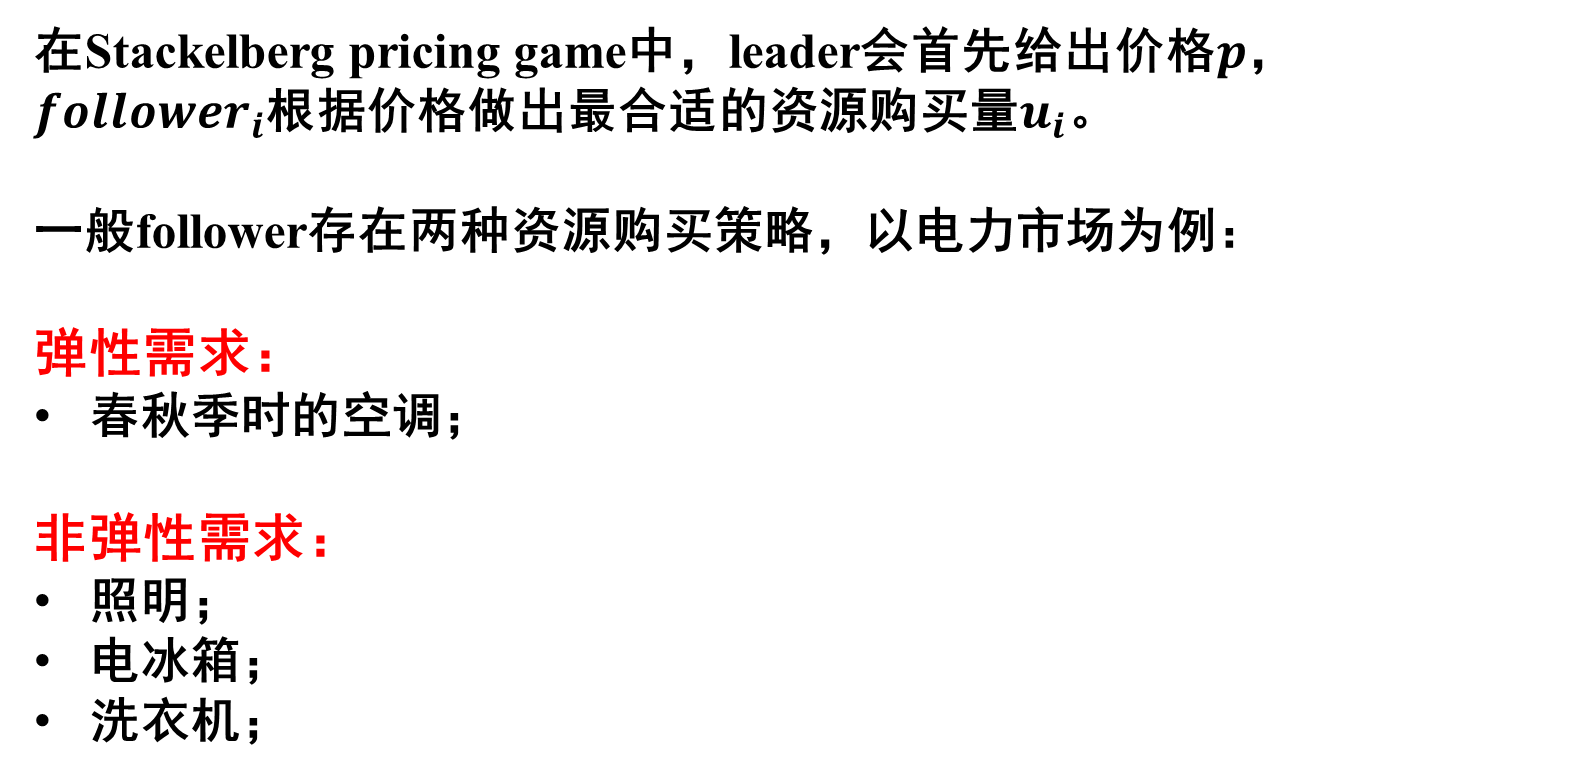 在Stackelberg pricing game中，leader会首先给出价格p，
follower_i根据价格做出最合适的资源购买量u_i。
一般follower存在两种资源购买策略，以电力市场为例：
弹性需求：
• 春秋季时的空调；
非弹性需求：
• 照明；
• 电冰箱；
• 洗衣机；